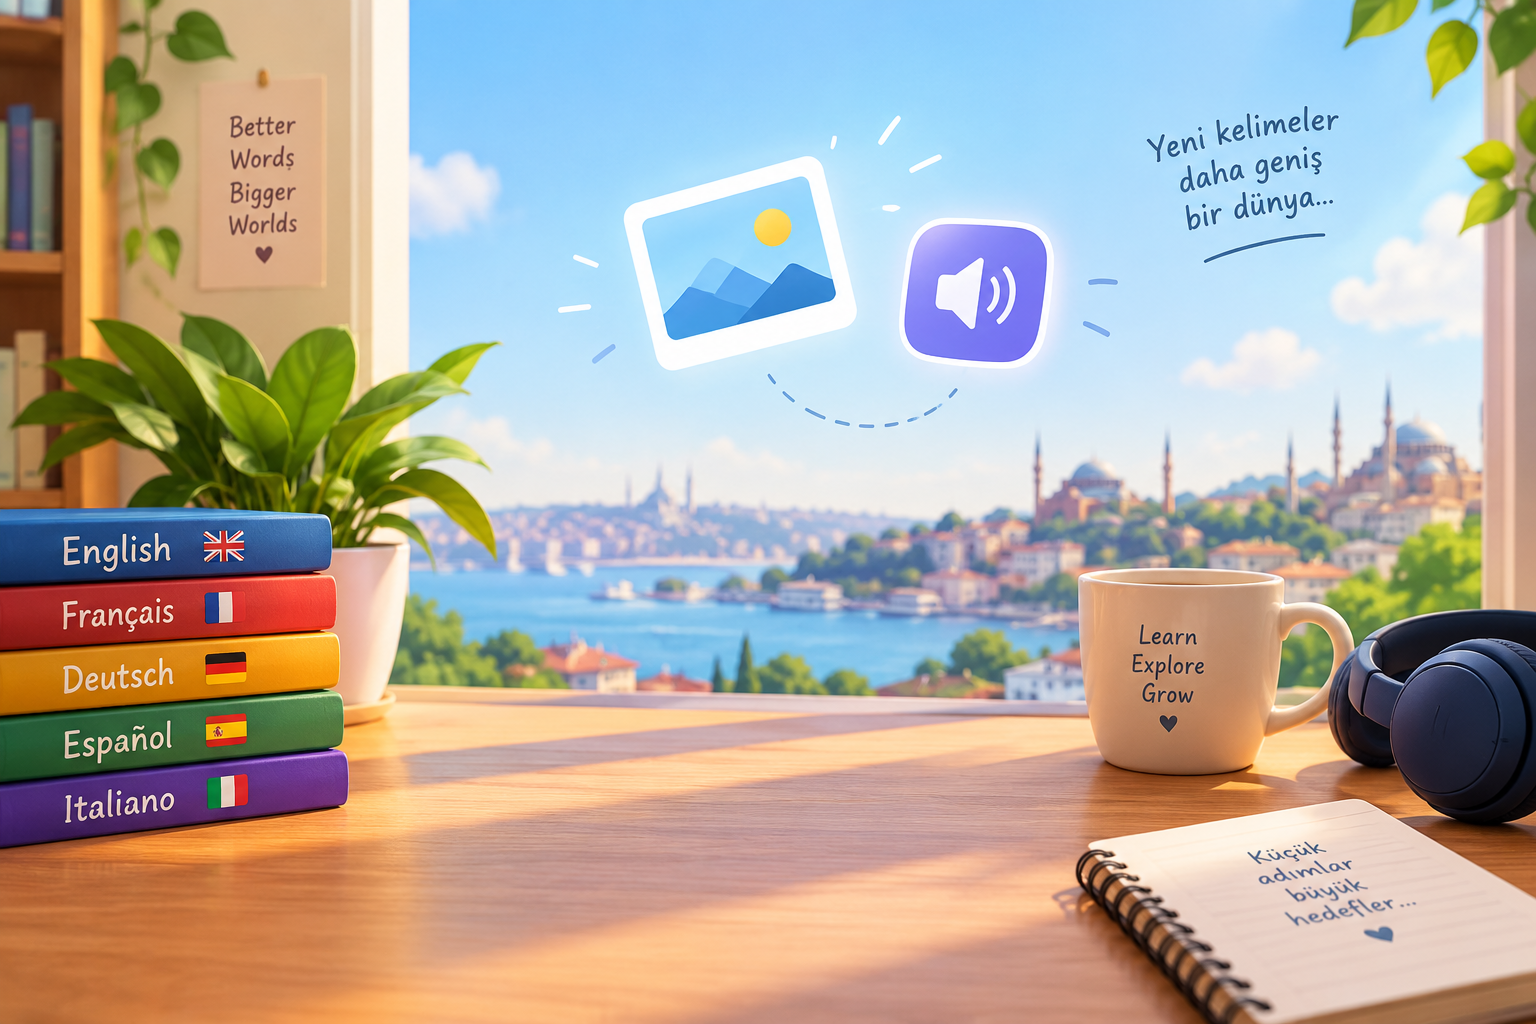 Better
Words
Bigger
Worlds
Yeni kelimeler
daha geniş
bir dünya...
English
Français
Deutsch
Español
Italiano
Learn
Explore
Grow
Küçük
adımlar
büyük
hedefler...